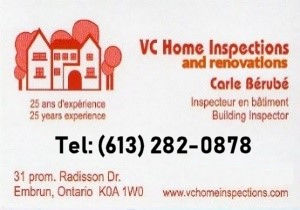 VC Home Inspections
and renovations
Carle Bérubé
25 ans d'expérience
25 years experience
Inspecteur en bâtiment
Building Inspector
Tel: (613) 282-0878
31 prom. Radisson Dr.
Embrun, Ontario K0A 1W0
www.vchomeinspections.com